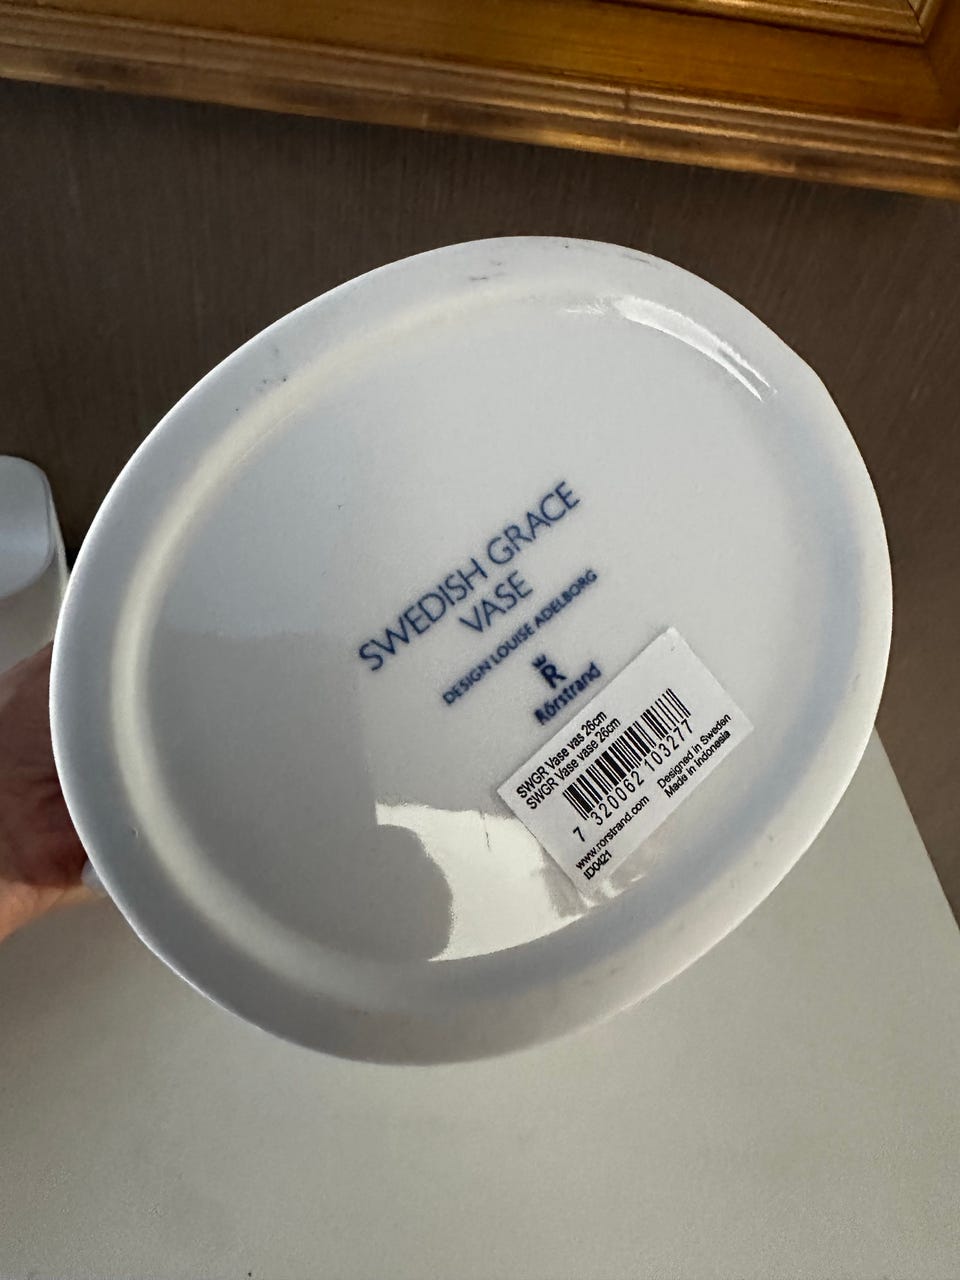 SWEDISH GRACE
VASE
DESIGN LOUISE ADELBORG
R
Rörstrand
SWGR Vase vas 26cm
SWGR Vase vase 26cm
7 320062 103277
www.rorstrand.com
ID0421
Designed in Sweden
Made in Indonesia